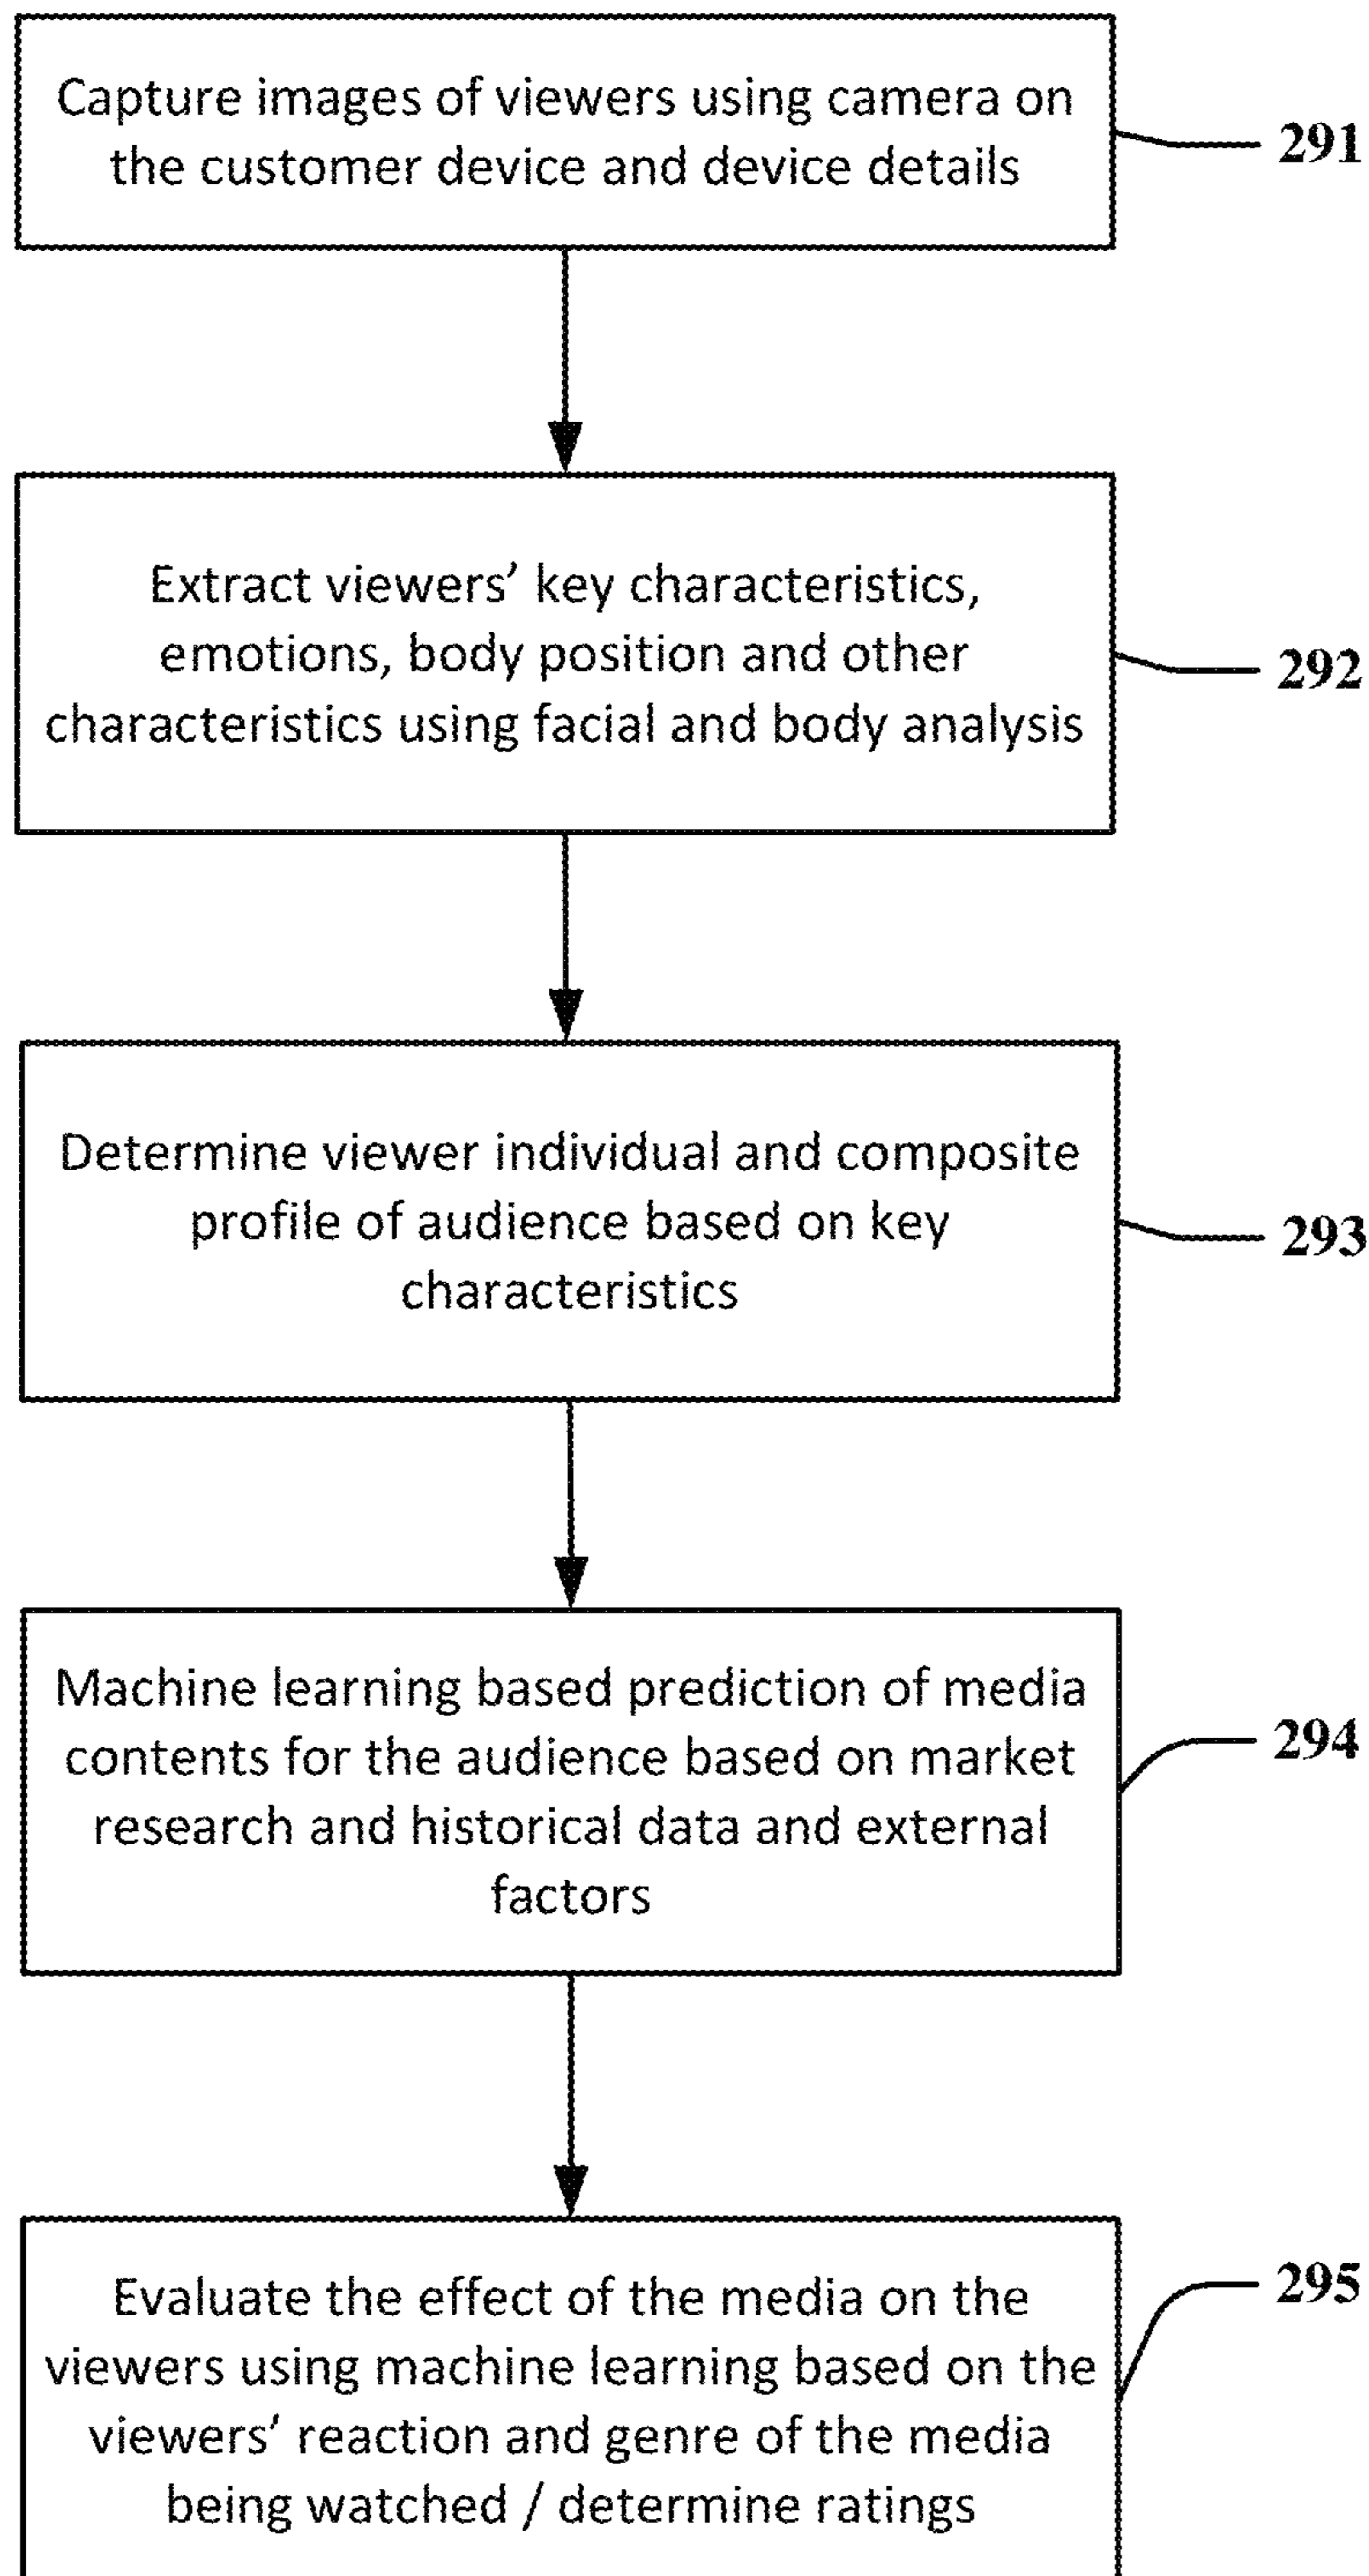 Capture images of viewers using camera on
the customer device and device details
291
Extract viewers’ key characteristics,
emotions, body position and other
characteristics using facial and body analysis
292
Determine viewer individual and composite
profile of audience based on key
characteristics
293
Machine learning based prediction of media
contents for the audience based on market
research and historical data and external
factors
294
Evaluate the effect of the media on the
viewers using machine learning based on the
viewers’ reaction and genre of the media
being watched / determine ratings
295